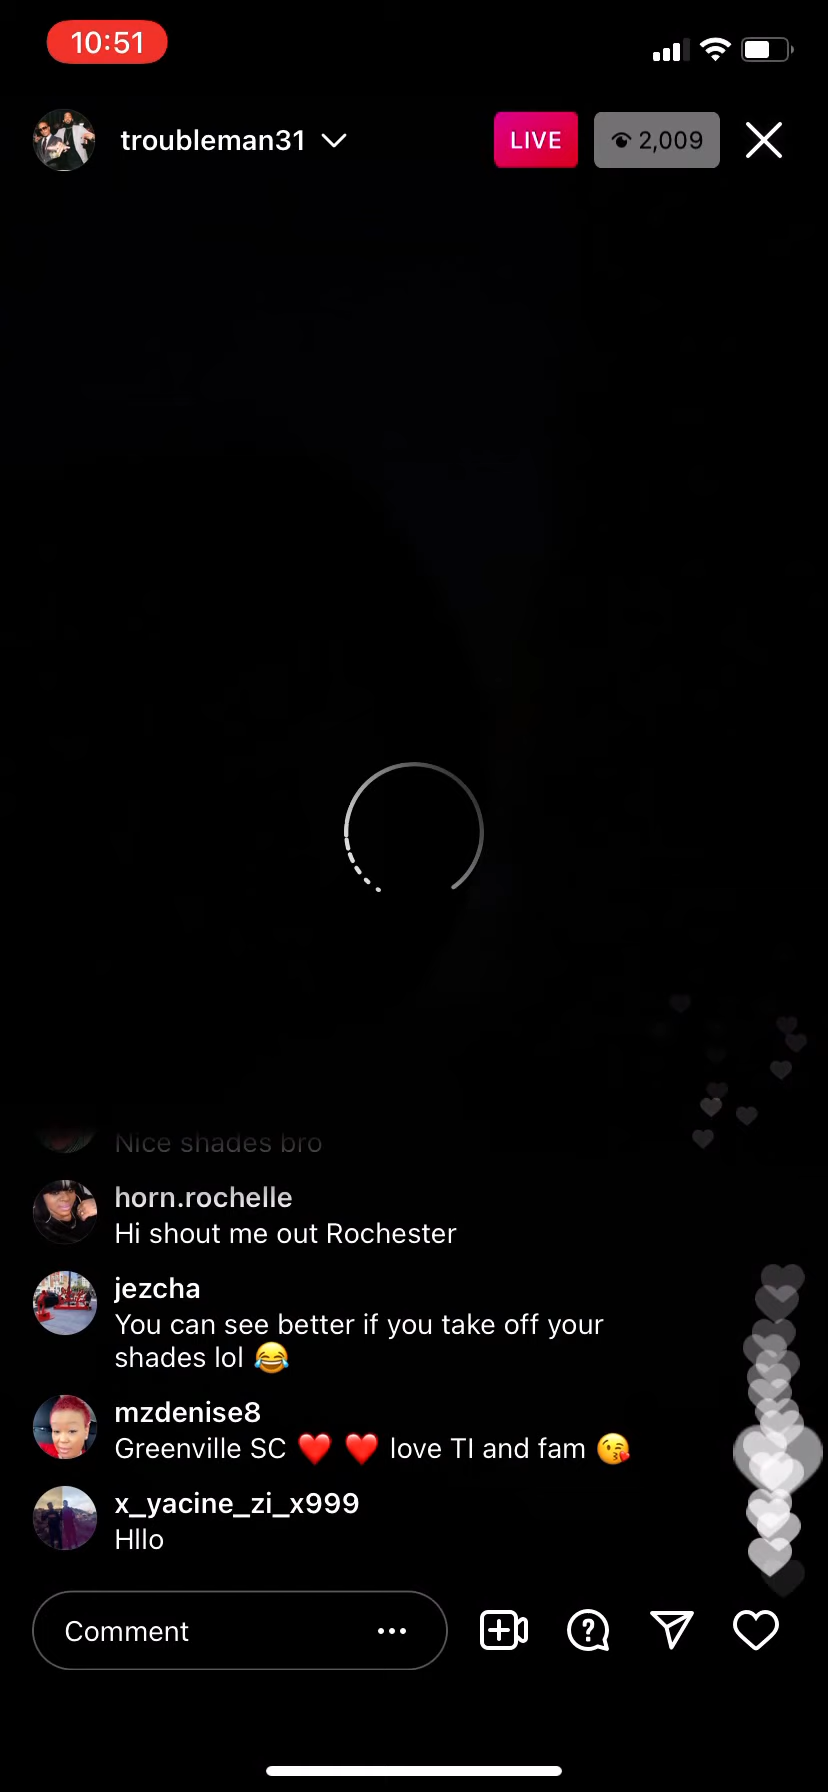 10:51
troubleman31
LIVE
2,009
Nice shades bro
horn.rochelle
Hi shout me out Rochester
jezcha
You can see better if you take off your
shades lol 😂
mzdenise8
Greenville SC ❤️ ❤️ love TI and fam 😘
x_yacine_zi_x999
Hllo
Comment